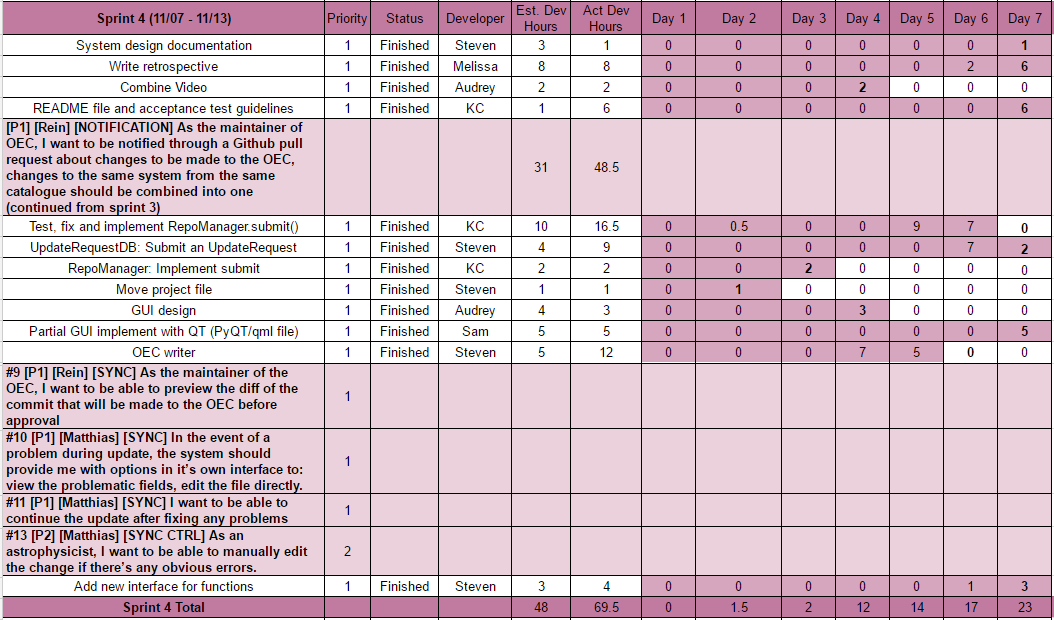 Sprint 4 (11/07 - 11/13) Priority Status Developer Est. Dev Hours Act Dev Hours Day 1 Day 2 Day 3 Day 4 Day 5 Day 6 Day 7
System design documentation 1 Finished Steven 3 1 0 0 0 0 0 0 1
Write retrospective 1 Finished Melissa 8 8 0 0 0 0 0 2 6
Combine Video 1 Finished Audrey 2 2 0 0 0 2 0 0 0
README file and acceptance test guidelines 1 Finished KC 1 6 0 0 0 0 0 0 6
[P1] [Rein] [NOTIFICATION] As the maintainer of
OEC, I want to be notified through a Github pull
request about changes to be made to the OEC,
changes to the same system from the same
catalogue should be combined into one
(continued from sprint 3)
31 48.5
Test, fix and implement RepoManager.submit() 1 Finished KC 10 16.5 0 0.5 0 0 9 7 0
UpdateRequestDB: Submit an UpdateRequest 1 Finished Steven 4 9 0 0 0 0 0 7 2
RepoManager: Implement submit 1 Finished KC 2 2 0 0 2 0 0 0 0
Move project file 1 Finished Steven 1 1 0 1 0 0 0 0 0
GUI design 1 Finished Audrey 4 3 0 0 0 3 0 0 0
Partial GUI implement with QT (PyQT/qml file) 1 Finished Sam 5 5 0 0 0 0 0 0 5
OEC writer 1 Finished Steven 5 12 0 0 0 7 5 0 0
#9 [P1] [Rein] [SYNC] As the maintainer of the
OEC, I want to be able to preview the diff of the
commit that will be made to the OEC before
approval
1
#10 [P1] [Matthias] [SYNC] In the event of a
problem during update, the system should
provide me with options in it's own interface to:
view the problematic fields, edit the file directly.
1
#11 [P1] [Matthias] [SYNC] I want to be able to
continue the update after fixing any problems
1
#13 [P2] [Matthias] [SYNC CTRL] As an
astrophysicist, I want to be able to manually edit
the change if there's any obvious errors.
2
Add new interface for functions 1 Finished Steven 3 4 0 0 0 0 0 1 3
Sprint 4 Total 48 69.5 0 1.5 2 12 14 17 23